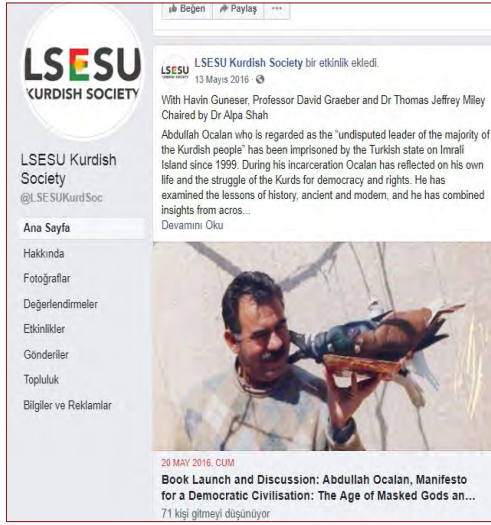 Beğen Paylaş ...
LSESU
KURDISH SOCIETY
LSESU Kurdish
Society
@LSESUKurdSoc
Ana Sayfa
Hakkında
Fotoğraflar
Değerlendirmeler
Etkinlikler
Gönderiler
Topluluk
Bilgiler ve Reklamlar
LSESU
LSESU Kurdish Society bir etkinlik ekledi.
13 Mayıs 2016 ·
With Havin Guneser, Professor David Graeber and Dr Thomas Jeffrey Miley
Chaired by Dr Alpa Shah
Abdullah Ocalan who is regarded as the “undisputed leader of the majority of
the Kurdish people” has been imprisoned by the Turkish state on Imrali
Island since 1999. During his incarceration Ocalan has reflected on his own
life and the struggle of the Kurds for democracy and rights. He has
examined the lessons of history, ancient and modern, and he has combined
insights from acros...
Devamını Oku
20 MAY 2016, CUM
Book Launch and Discussion: Abdullah Ocalan, Manifesto
for a Democratic Civilisation: The Age of Masked Gods an...
71 kişi gitmeyi düşünüyor